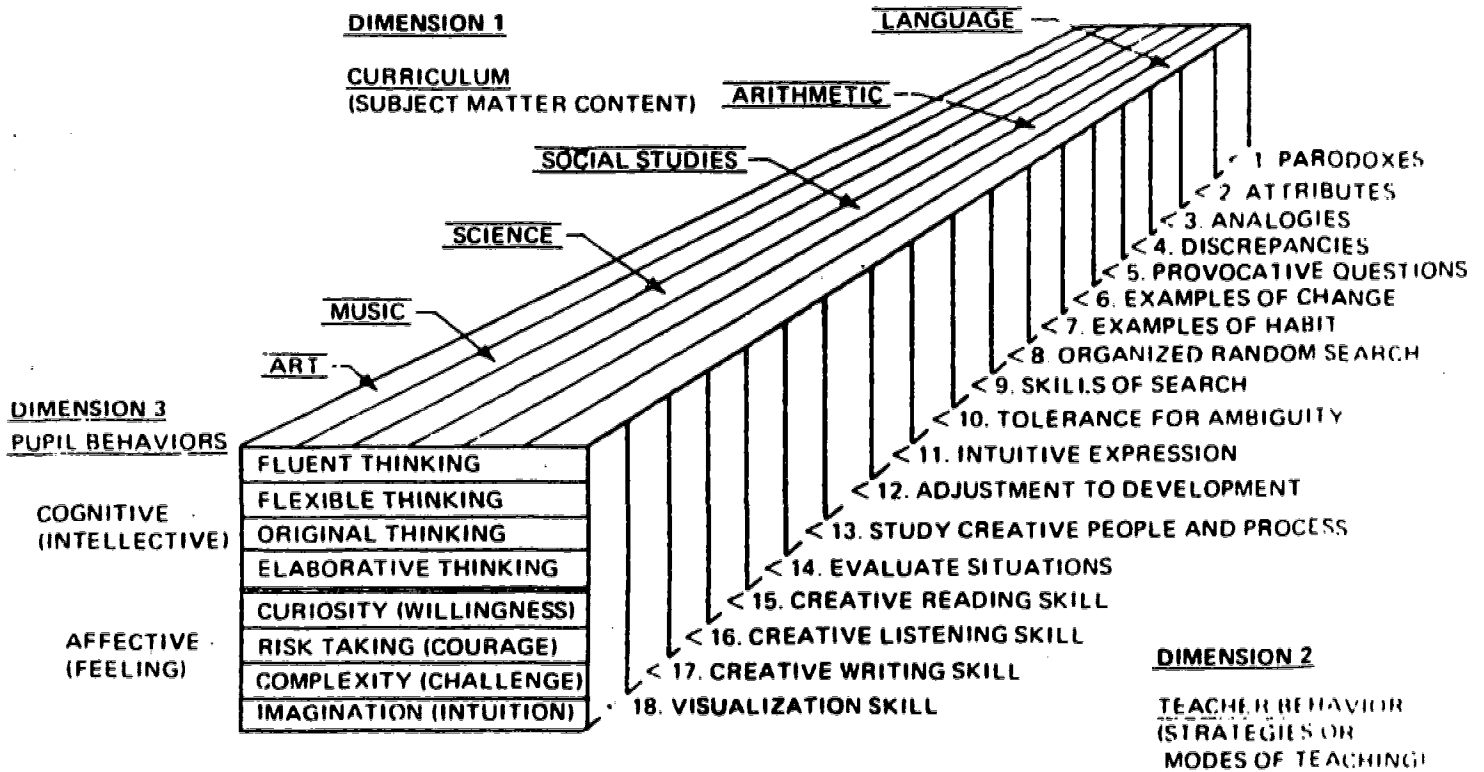 DIMENSION 1
CURRICULUM
(SUBJECT MATTER CONTENT)
LANGUAGE
ARITHMETIC
SOCIAL STUDIES
SCIENCE
MUSIC
ART
1 PARODOXES
2 ATTRIBUTES
3. ANALOGIES
4. DISCREPANCIES
5. PROVOCATIVE QUESTIONS
6. EXAMPLES OF CHANGE
7. EXAMPLES OF HABIT
8. ORGANIZED RANDOM SEARCH
9. SKILLS OF SEARCH
10. TOLERANCE FOR AMBIGUITY
11. INTUITIVE EXPRESSION
12. ADJUSTMENT TO DEVELOPMENT
13. STUDY CREATIVE PEOPLE AND PROCESS
14. EVALUATE SITUATIONS
15. CREATIVE READING SKILL
16. CREATIVE LISTENING SKILL
17. CREATIVE WRITING SKILL
18. VISUALIZATION SKILL
DIMENSION 3
PUPIL BEHAVIORS
COGNITIVE
(INTELLECTIVE)
FLUENT THINKING
FLEXIBLE THINKING
ORIGINAL THINKING
ELABORATIVE THINKING
AFFECTIVE
(FEELING)
CURIOSITY (WILLINGNESS)
RISK TAKING (COURAGE)
COMPLEXITY (CHALLENGE)
IMAGINATION (INTUITION)
DIMENSION 2
TEACHER BEHAVIOR
(STRATEGIES OR
MODES OF TEACHING)